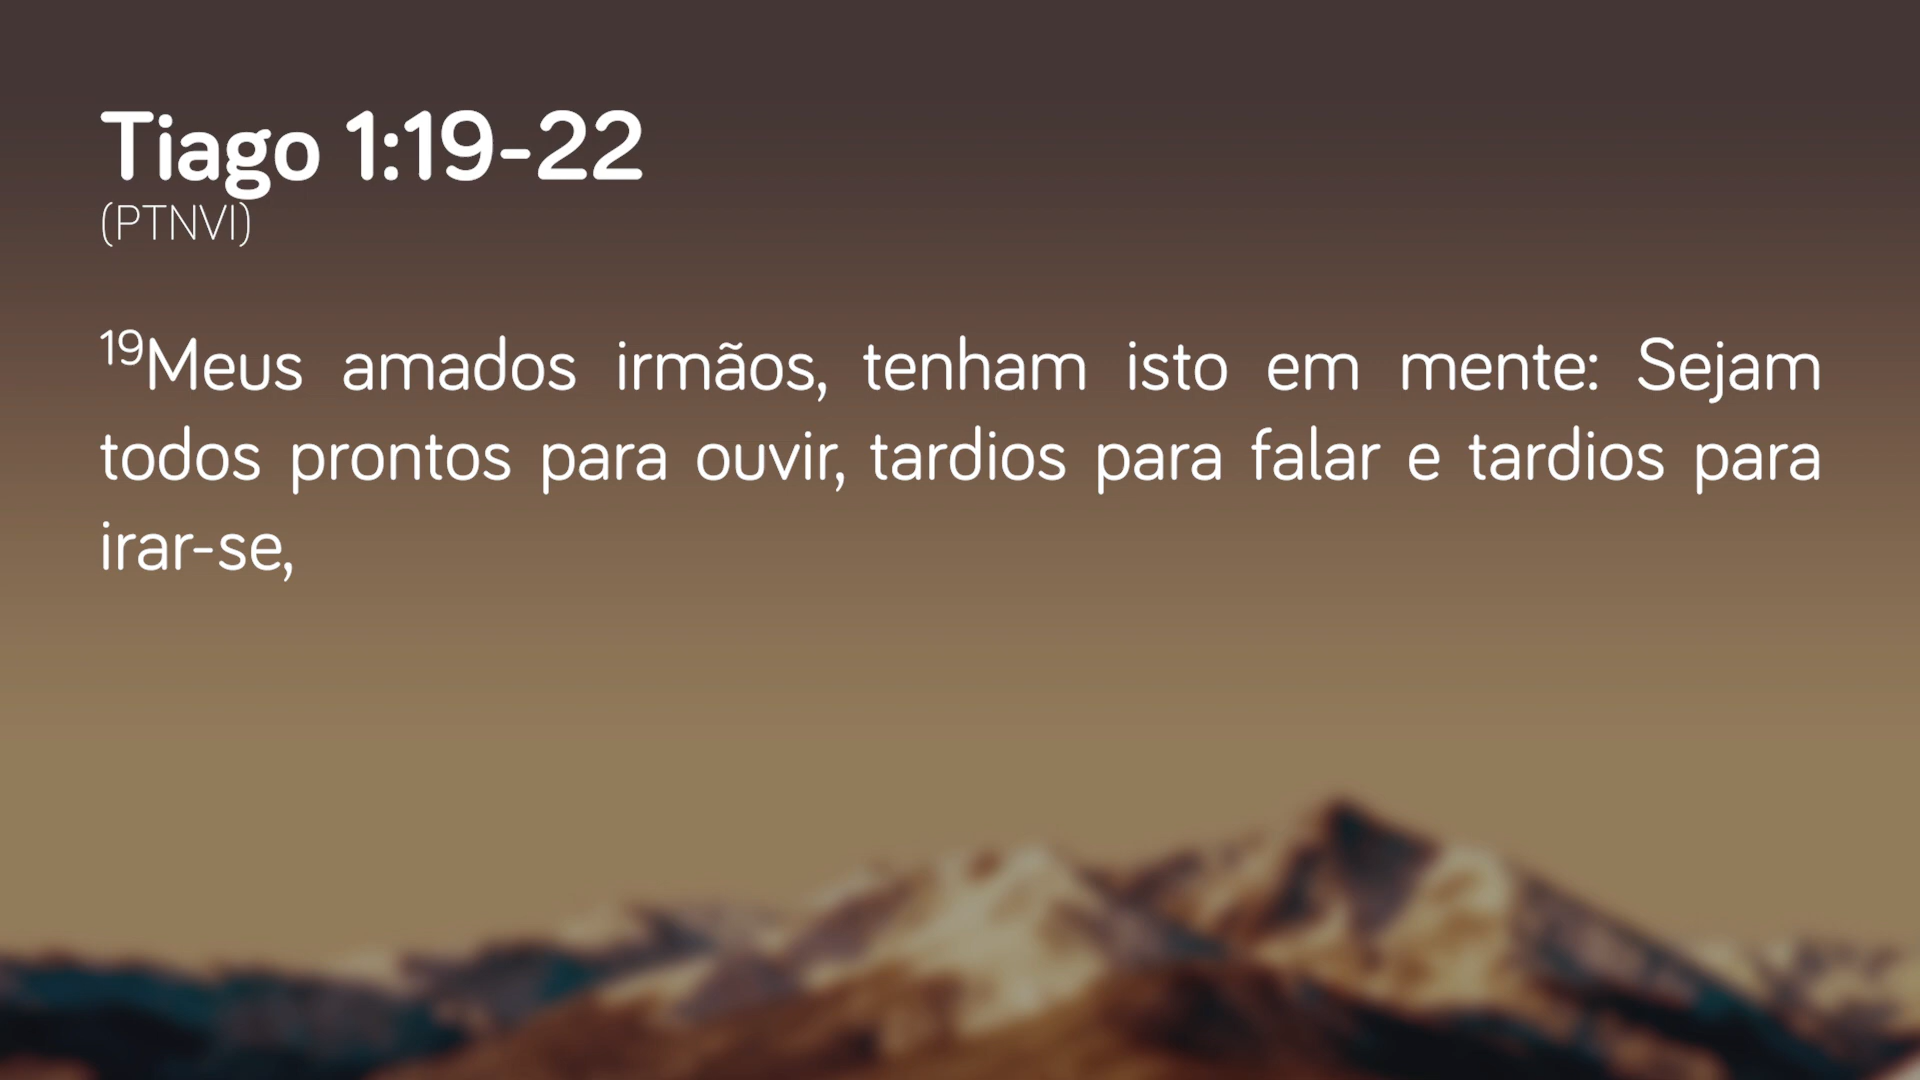 Tiago 1:19-22
(PTNVI)
19Meus amados irmãos, tenham isto em mente: Sejam
todos prontos para ouvir, tardios para falar e tardios para
irar-se,